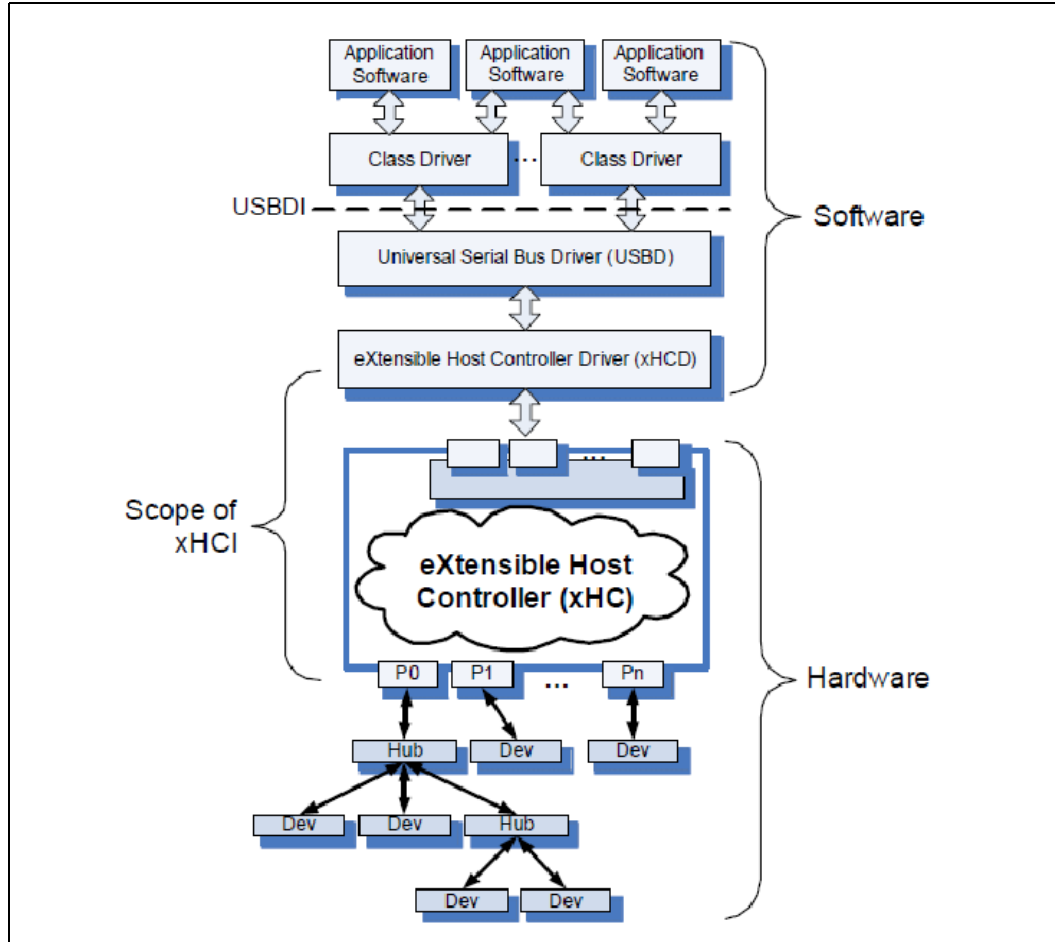 Application
Software
Application
Software
Application
Software
Class Driver
...
Class Driver
USBDI
Universal Serial Bus Driver (USBD)
Software
eXtensible Host Controller Driver (xHCD)
...
Scope of
xHCI
eXtensible Host
Controller (xHC)
P0
P1
...
Pn
Hardware
Hub
Dev
Dev
Dev
Dev
Hub
Dev
Dev